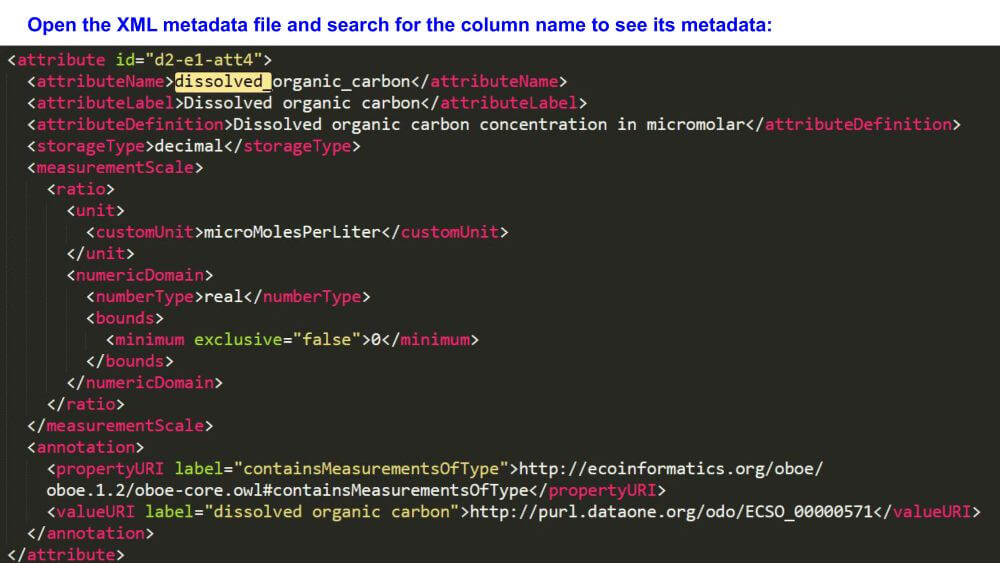 Open the XML metadata file and search for the column name to see its metadata:
<attribute id="d2-e1-att4">
<attributeName>dissolved_organic_carbon</attributeName>
<attributeLabel>Dissolved organic carbon</attributeLabel>
<attributeDefinition>Dissolved organic carbon concentration in micromolar</attributeDefinition>
<storageType>decimal</storageType>
<measurementScale>
<ratio>
<unit>
<customUnit>microMolesPerLiter</customUnit>
</unit>
<numericDomain>
<numberType>real</numberType>
<bounds>
<minimum exclusive="false">0</minimum>
</bounds>
</numericDomain>
</ratio>
</measurementScale>
<annotation>
<propertyURI label="containsMeasurementsOfType">http://ecoinformatics.org/oboe/
oboe.1.2/oboe-core.owl#containsMeasurementsOfType</propertyURI>
<valueURI label="dissolved organic carbon">http://purl.dataone.org/odo/ECSO_00000571</valueURI>
</annotation>
</attribute>